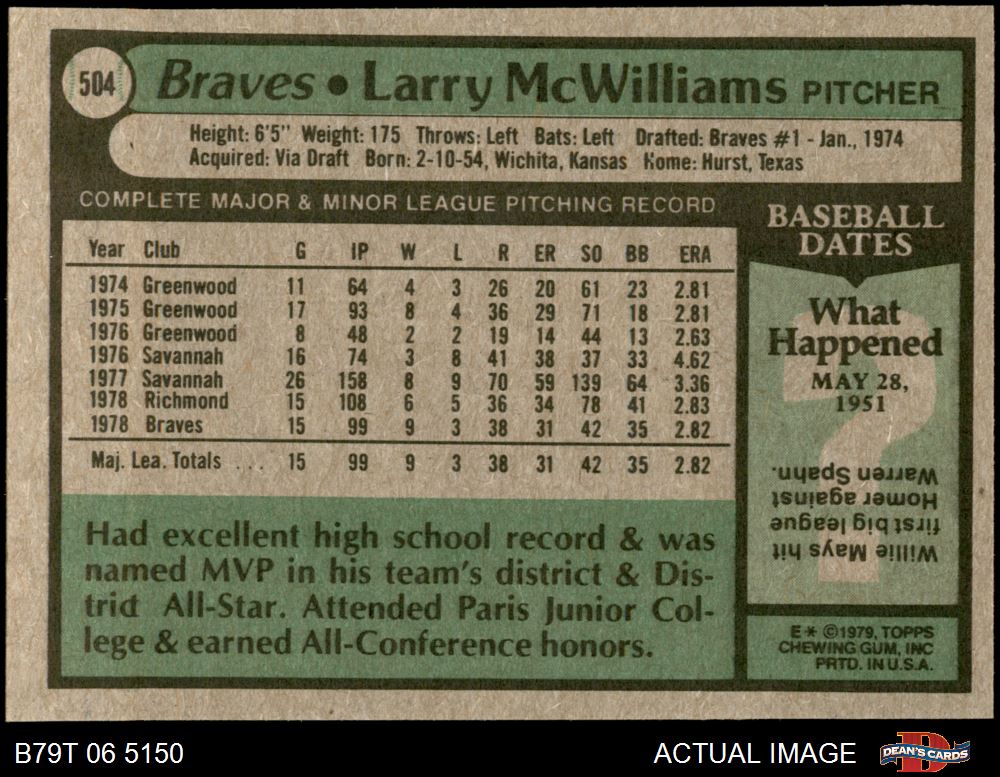 504
Braves • Larry McWilliams PITCHER
Height: 6'5" Weight: 175 Throws: Left Bats: Left Drafted: Braves #1 - Jan., 1974
Acquired: Via Draft Born: 2-10-54, Wichita, Kansas Home: Hurst, Texas
COMPLETE MAJOR & MINOR LEAGUE PITCHING RECORD
Year Club G IP W L R ER SO BB ERA
1974 Greenwood 11 64 4 3 26 20 61 23 2.81
1975 Greenwood 17 93 8 4 36 29 71 18 2.81
1976 Greenwood 8 48 2 2 19 14 44 13 2.63
1976 Savannah 16 74 3 8 41 38 37 33 4.62
1977 Savannah 26 158 8 9 70 59 139 64 3.36
1978 Richmond 15 108 6 5 36 34 78 41 2.83
1978 Braves 15 99 9 3 38 31 42 35 2.82
Maj. Lea. Totals ... 15 99 9 3 38 31 42 35 2.82
Had excellent high school record & was
named MVP in his team's district & Dis-
trict All-Star. Attended Paris Junior Col-
lege & earned All-Conference honors.
BASEBALL
DATES
What
Happened
MAY 28,
1951
?
Willie Mays hit
first big league
Homer against
Warren Spahn.
E* ©1979, TOPPS
CHEWING GUM, INC
PRTD. IN U.S.A.
B79T 06 5150
ACTUAL IMAGE
D
DEAN'S CARDS